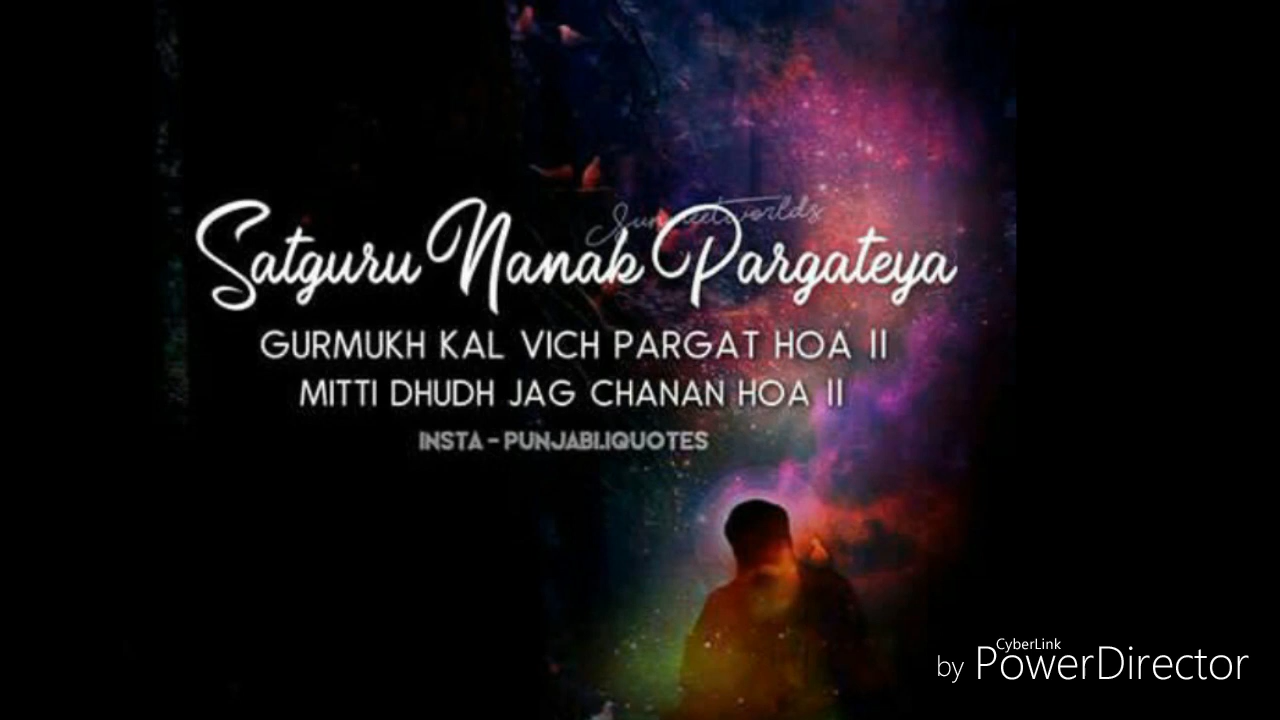 Satguru Nanak Pargateya
GURMUKH KAL VICH PARGAT HOA II
MITTI DHUDH JAG CHANAN HOA II
INSTA - PUNJABI.IQUOTES
CyberLink
by PowerDirector